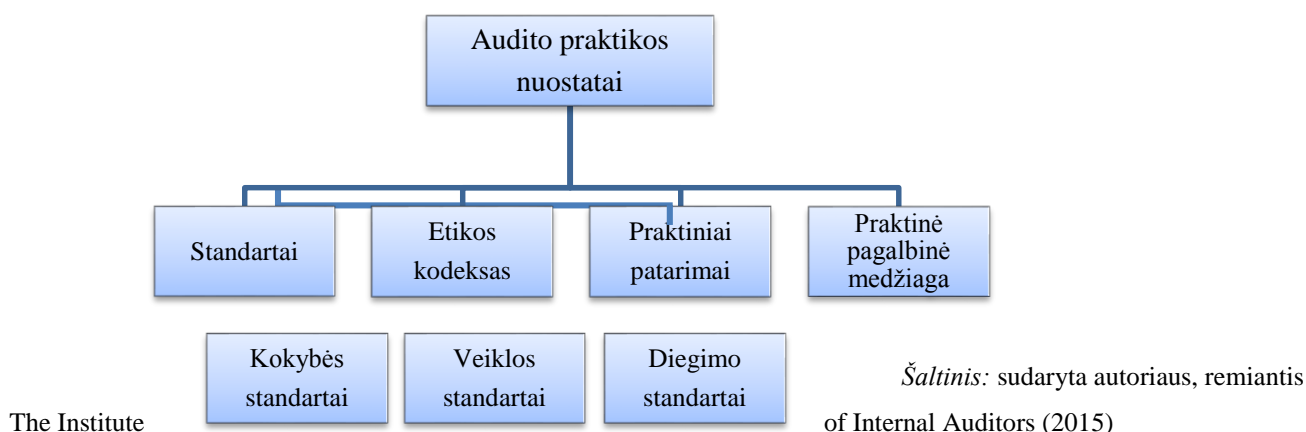 Audito praktikos
nuostatai
Standartai
Etikos
kodeksas
Praktiniai
patarimai
Praktinė
pagalbinė
medžiaga
Kokybės
standartai
Veiklos
standartai
Diegimo
standartai
Šaltinis: sudaryta autoriaus, remiantis
The Institute of Internal Auditors (2015)